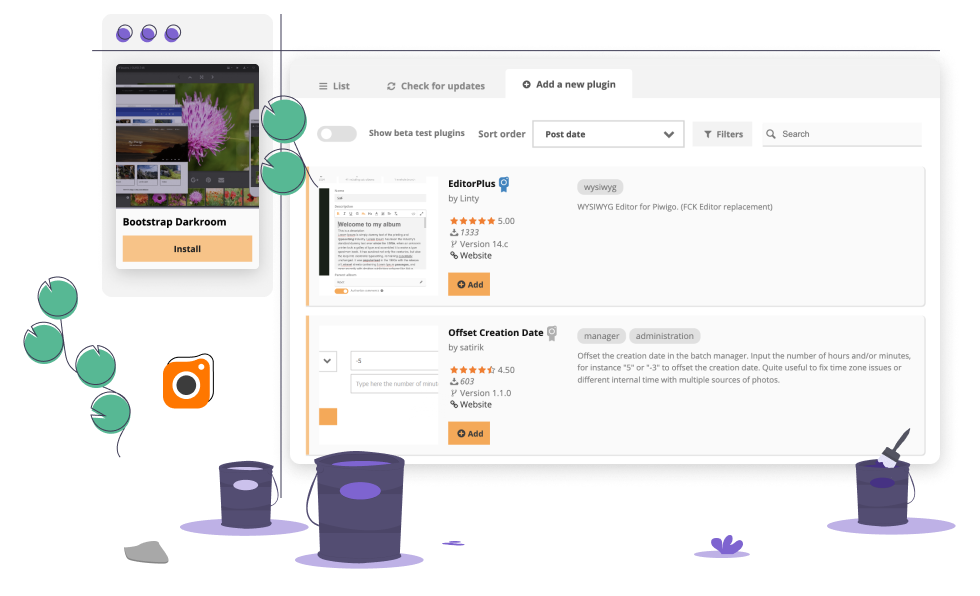 Bootstrap Darkroom
Install
List
Check for updates
Add a new plugin
Show beta test plugins
Sort order
Post date
Filters
Search
Name
Description
Welcome to my album
EditorPlus
by Linty
5.00
1333
Version 14.c
Website
Add
wysiwyg
WYSIWYG Editor for Piwigo. (FCK Editor replacement)
-5
Type here the number of minut
Offset Creation Date
by satirik
4.50
603
Version 1.1.0
Website
Add
manager
administration
Offset the creation date in the batch manager. Input the number of hours and/or minutes,
for instance "5" or "-3" to offset the creation date. Quite useful to fix time zone issues or
different internal time with multiple sources of photos.